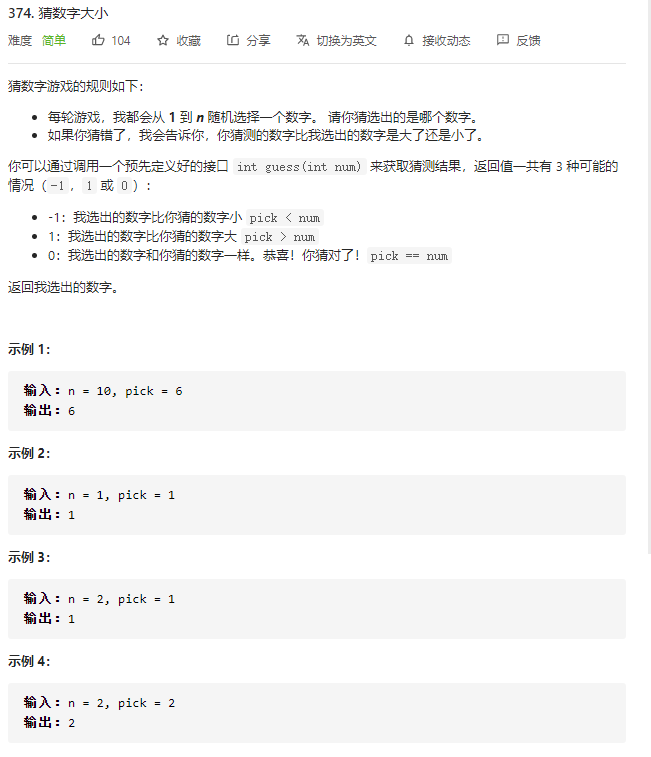 374. 猜数字大小
难度 简单 104 收藏 分享 切换为英文 接收动态 反馈
猜数字游戏的规则如下：
• 每轮游戏，我都会从 1 到 n 随机选择一个数字。 请你猜选出的是哪个数字。
• 如果你猜错了，我会告诉你，你猜测的数字比我选出的数字是大了还是小了。
你可以通过调用一个预先定义好的接口 int guess(int num) 来获取猜测结果，返回值一共有 3 种可能的
情况（-1，1 或 0）：
• -1：我选出的数字比你猜的数字小 pick < num
• 1：我选出的数字比你猜的数字大 pick > num
• 0：我选出的数字和你猜的数字一样。恭喜！你猜对了！pick == num
返回我选出的数字。
示例 1：
输入：n = 10, pick = 6
输出：6
示例 2：
输入：n = 1, pick = 1
输出：1
示例 3：
输入：n = 2, pick = 1
输出：1
示例 4：
输入：n = 2, pick = 2
输出：2